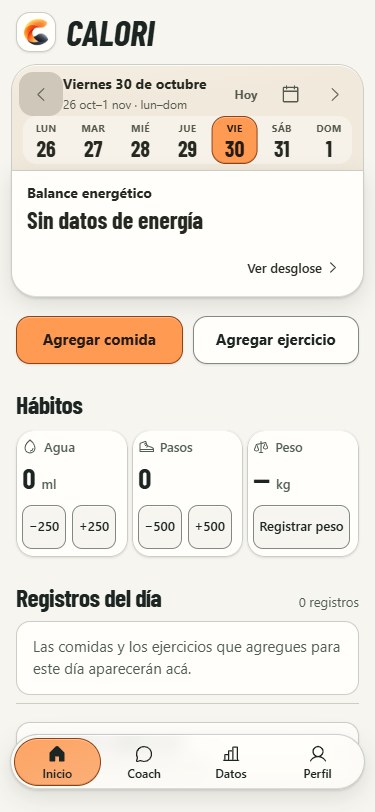 CALORI
Viernes 30 de octubre
26 oct–1 nov · lun–dom
Hoy
LUN MAR MIÉ JUE VIE SÁB DOM
26 27 28 29 30 31 1
Balance energético
Sin datos de energía
Ver desglose
Agregar comida Agregar ejercicio
Hábitos
Agua Pasos Peso
0 ml 0 – kg
−250 +250 −500 +500 Registrar peso
Registros del día 0 registros
Las comidas y los ejercicios que agregues para
este día aparecerán acá.
Inicio Coach Datos Perfil